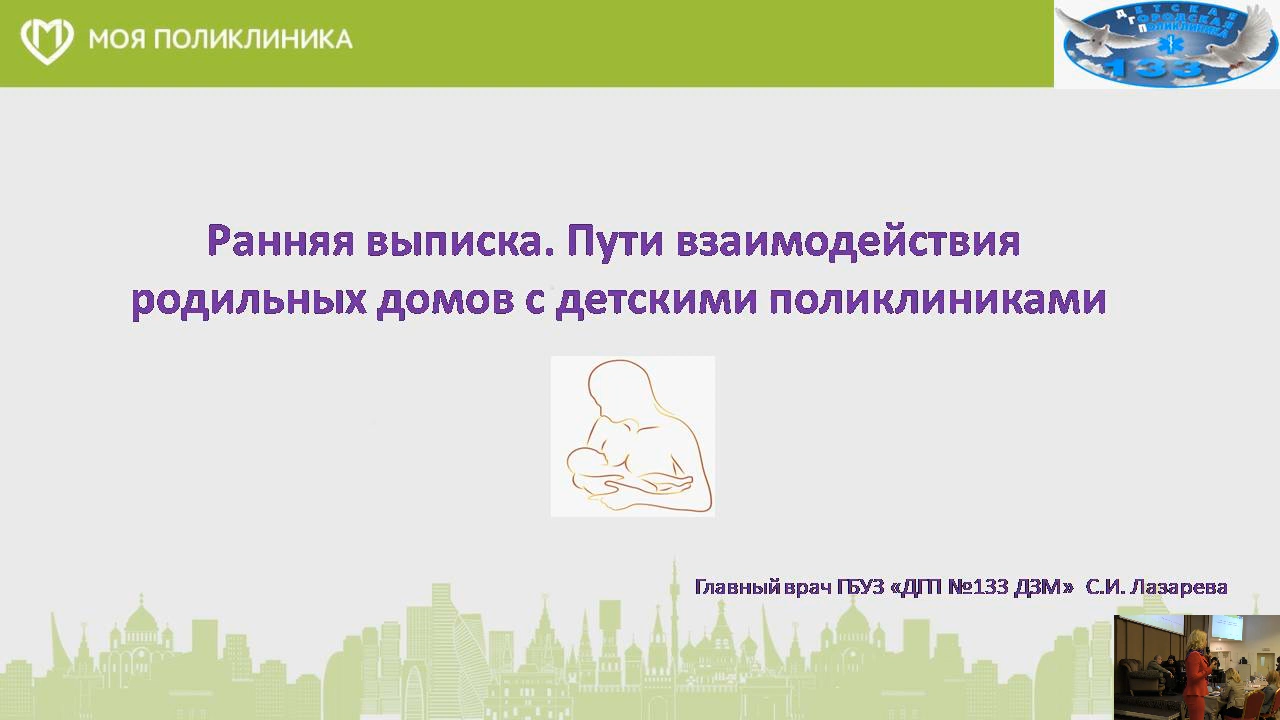 МОЯ ПОЛИКЛИНИКА
ДЕТСКАЯ
ГОРОДСКАЯ
ПОЛИКЛИНИКА
133
Ранняя выписка. Пути взаимодействия
родильных домов с детскими поликлиниками
Главный врач ГБУЗ «ДГП №133 ДЗМ» С.И. Лазарева